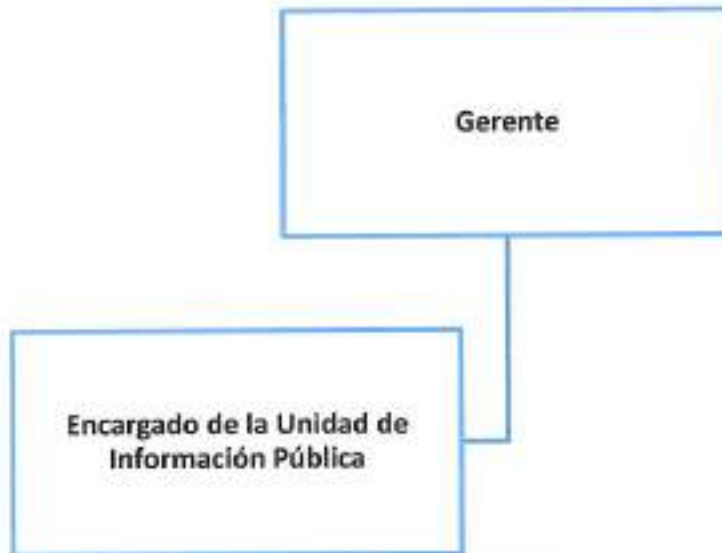 Gerente
Encargado de la Unidad de
Información Pública